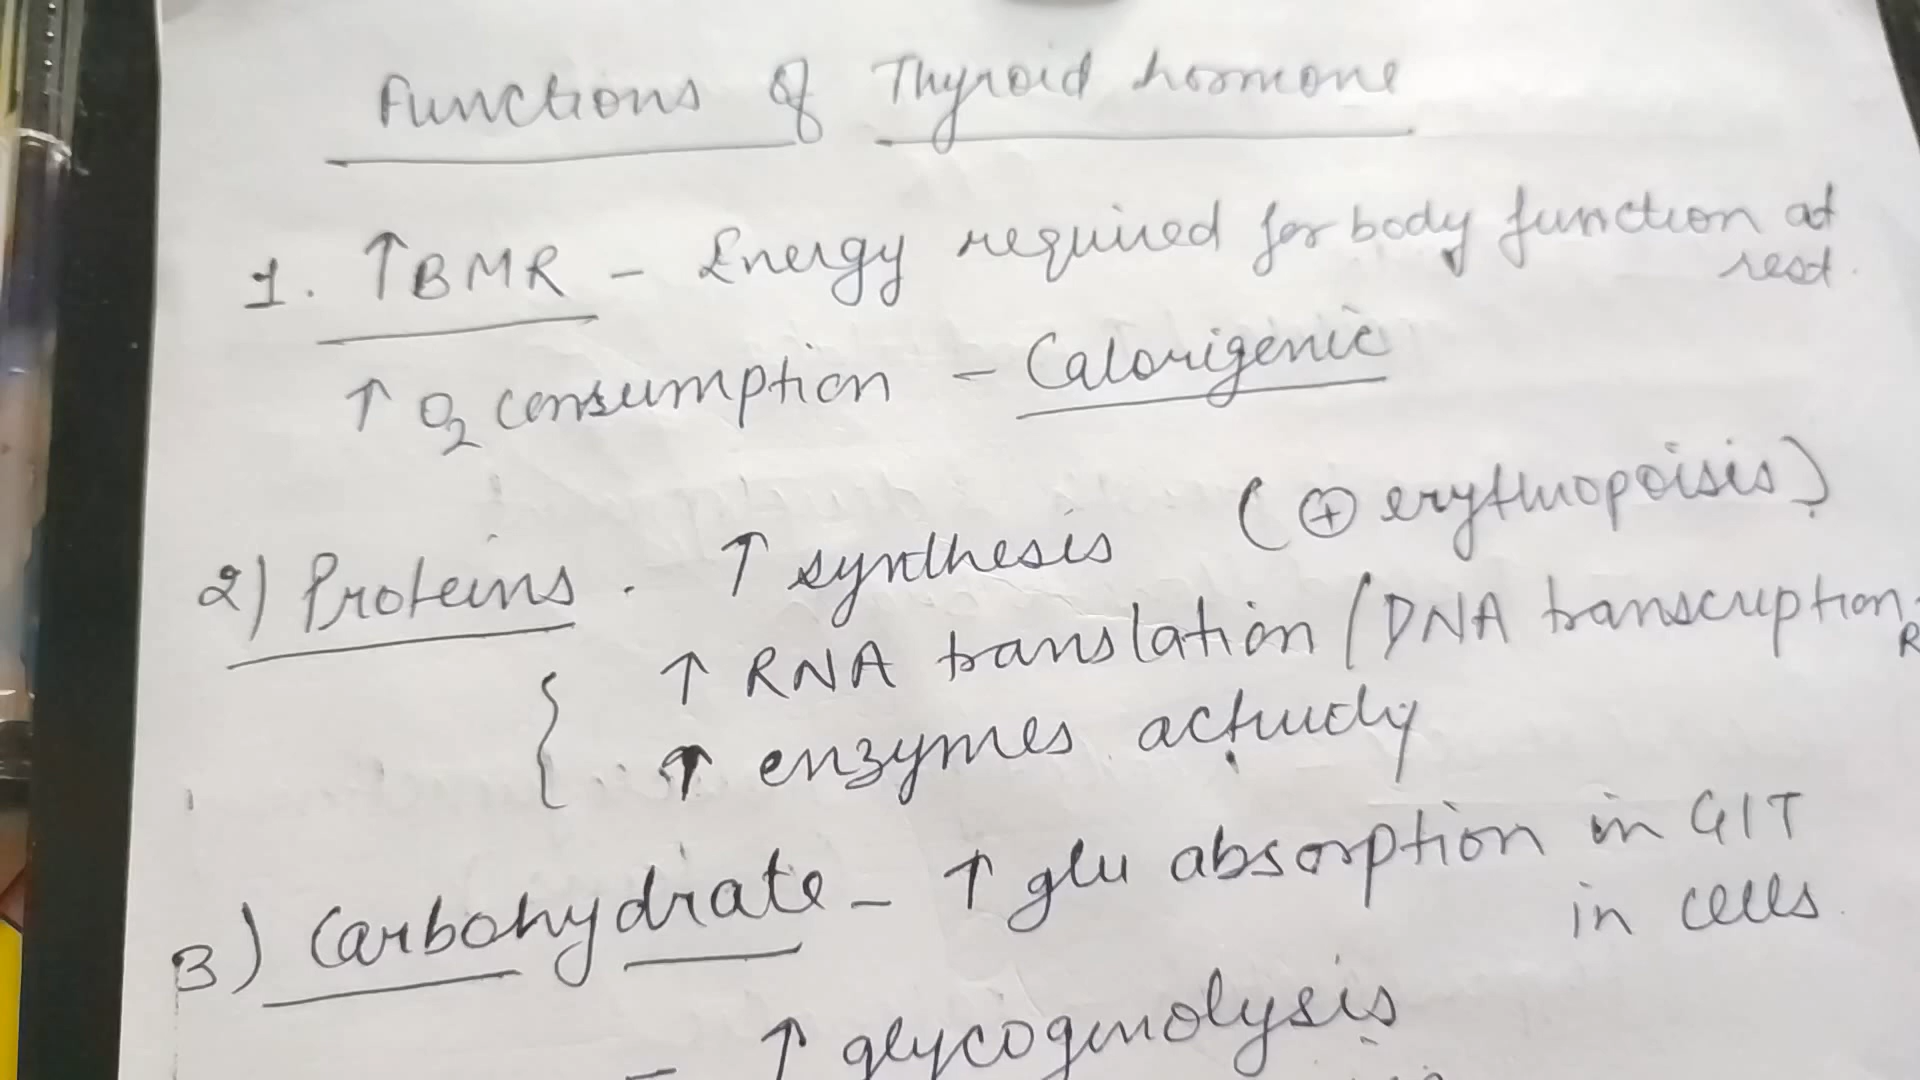 Functions of Thyroid hormone
1. ↑BMR - Energy required for body function at
rest.
↑ O2 consumption - Calorigenic
2) Proteins. ↑ synthesis (⊕ erythropoisis)
{ ↑ RNA translation / DNA transcription
↑ enzymes activity
3) Carbohydrate - ↑ glu absorption in GIT
in cells
- ↑ glycogenolysis